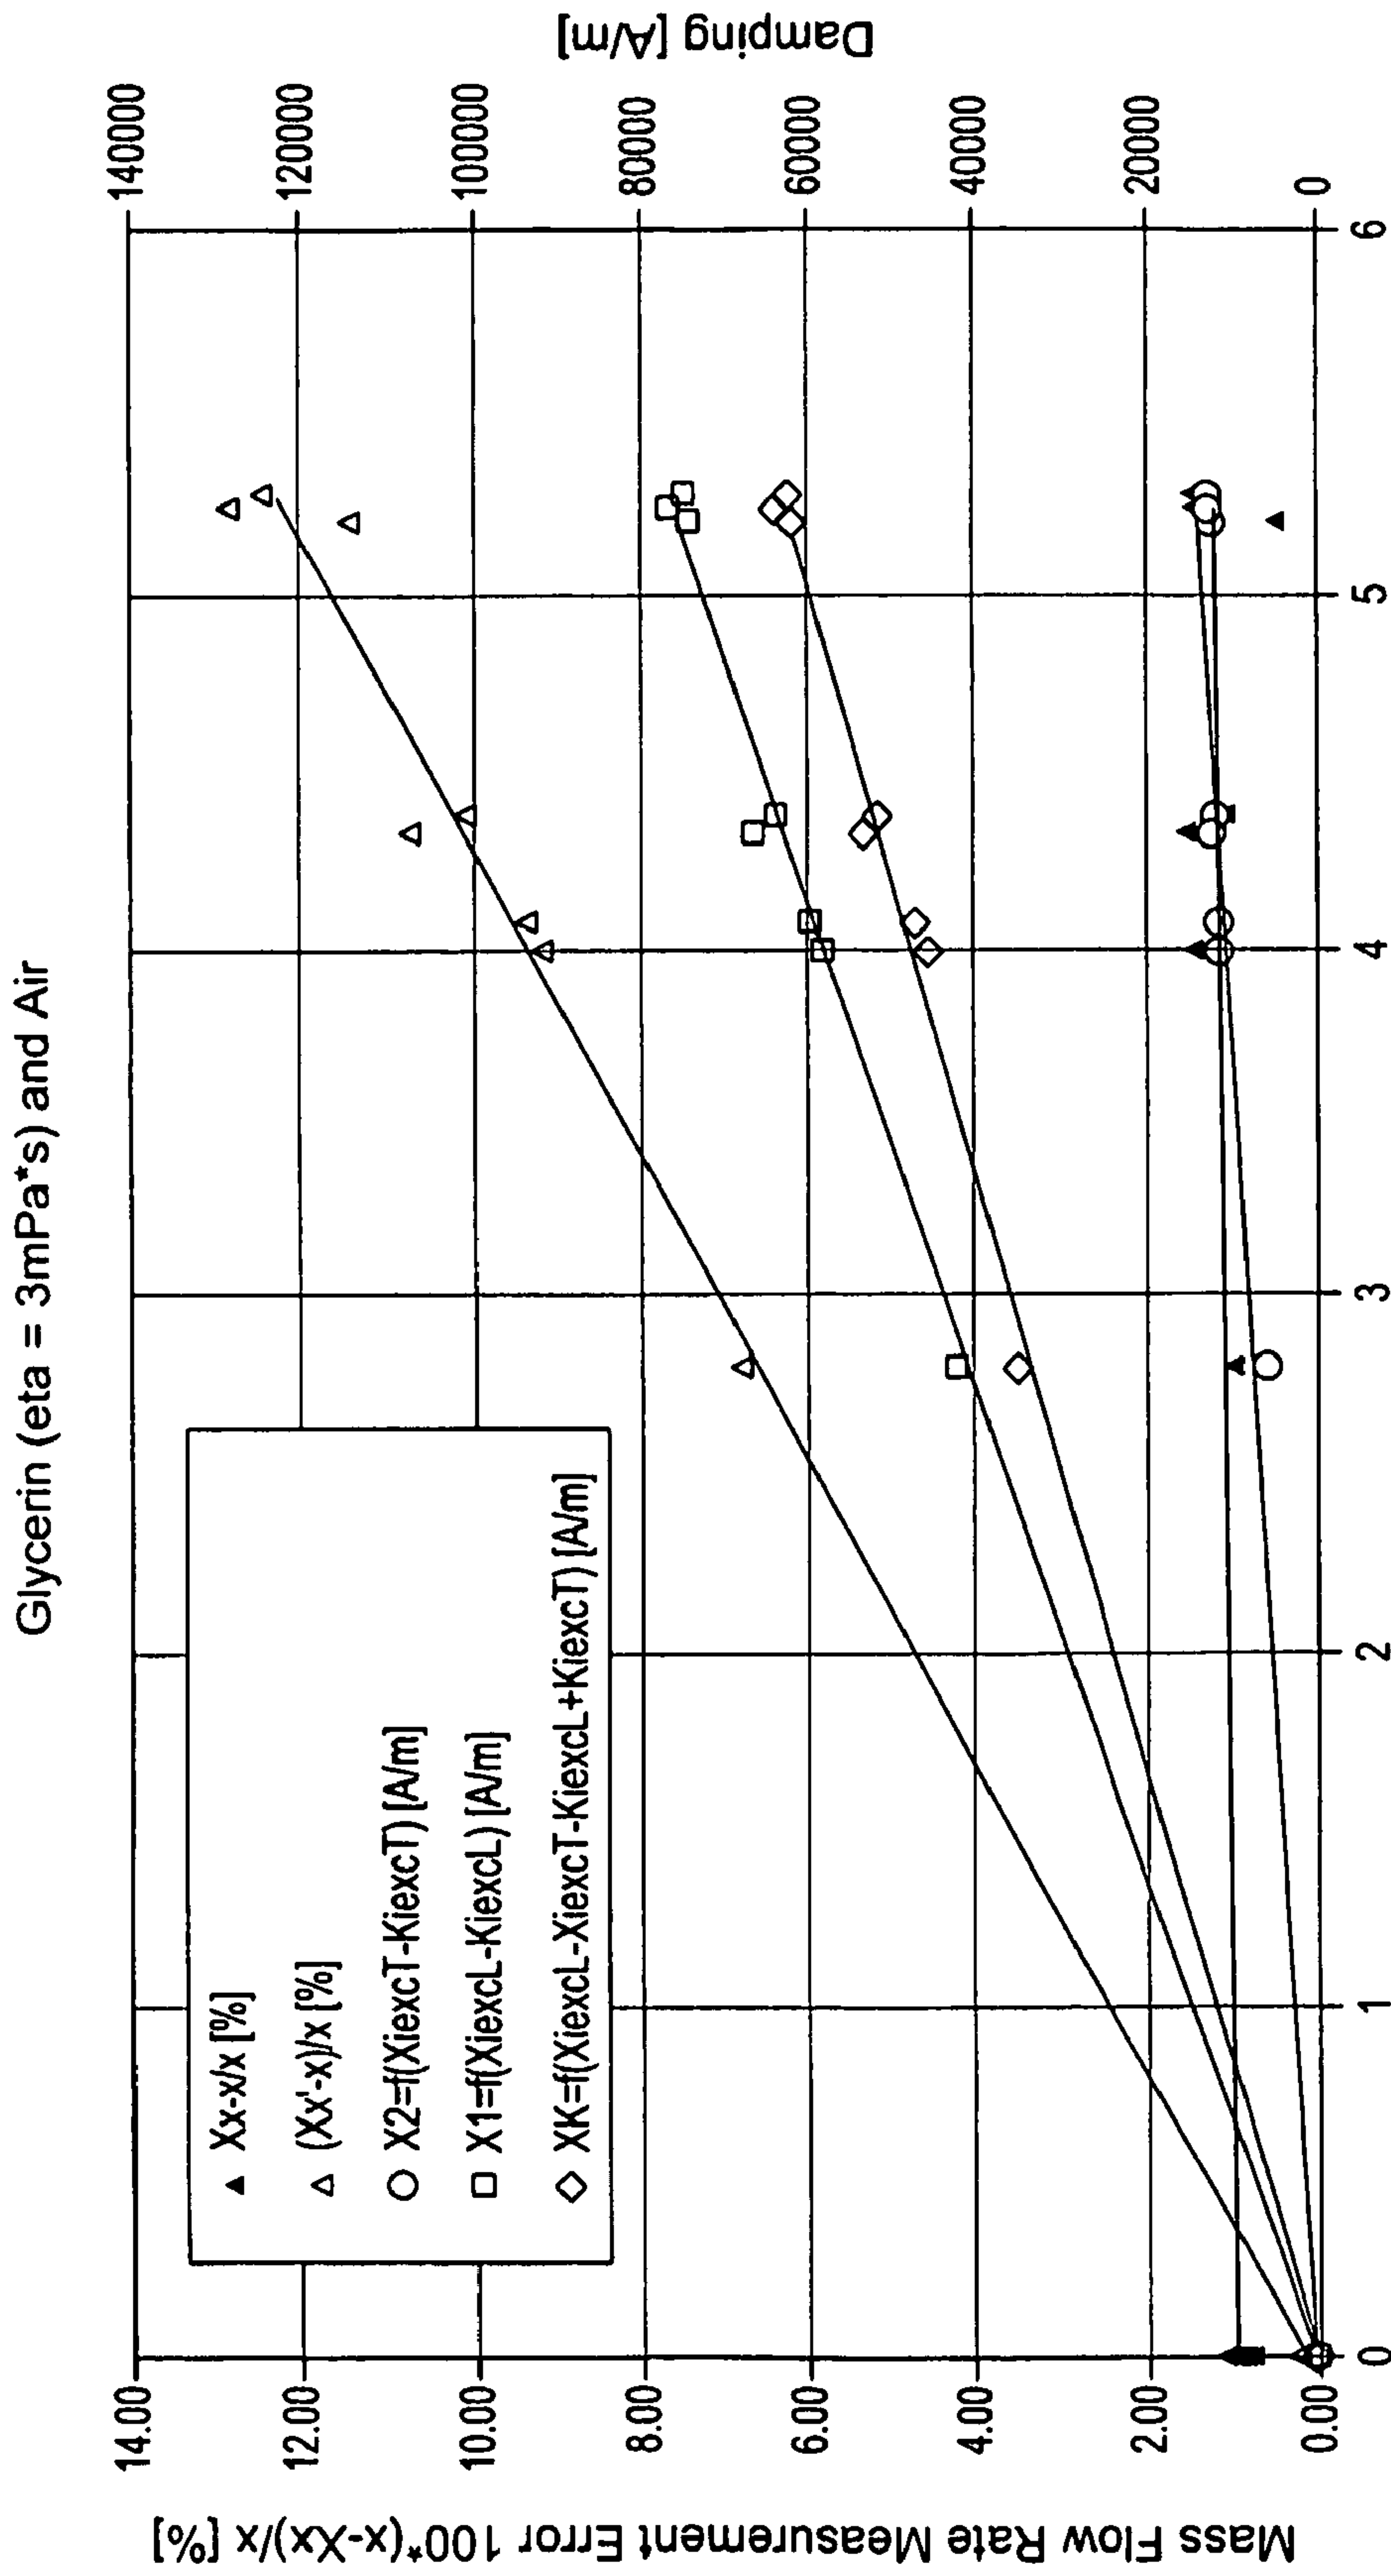 Glycerin (eta = 3mPa*s) and Air
Mass Flow Rate Measurement Error 100*(x-Xx)/x [%]
14.00
12.00
10.00
8.00
6.00
4.00
2.00
0.00
▲ Xx-x/x [%]
△ (Xx'-x)/x [%]
○ X2=f(XiexcT-KiexcT) [A/m]
□ X1=f(XiexcL-KiexcL) [A/m]
◇ XK=f(XiexcL-XiexcT-KiexcL+KiexcT) [A/m]
0 1 2 3 4 5 6
140000
120000
100000
80000
60000
40000
20000
0
Damping [A/m]